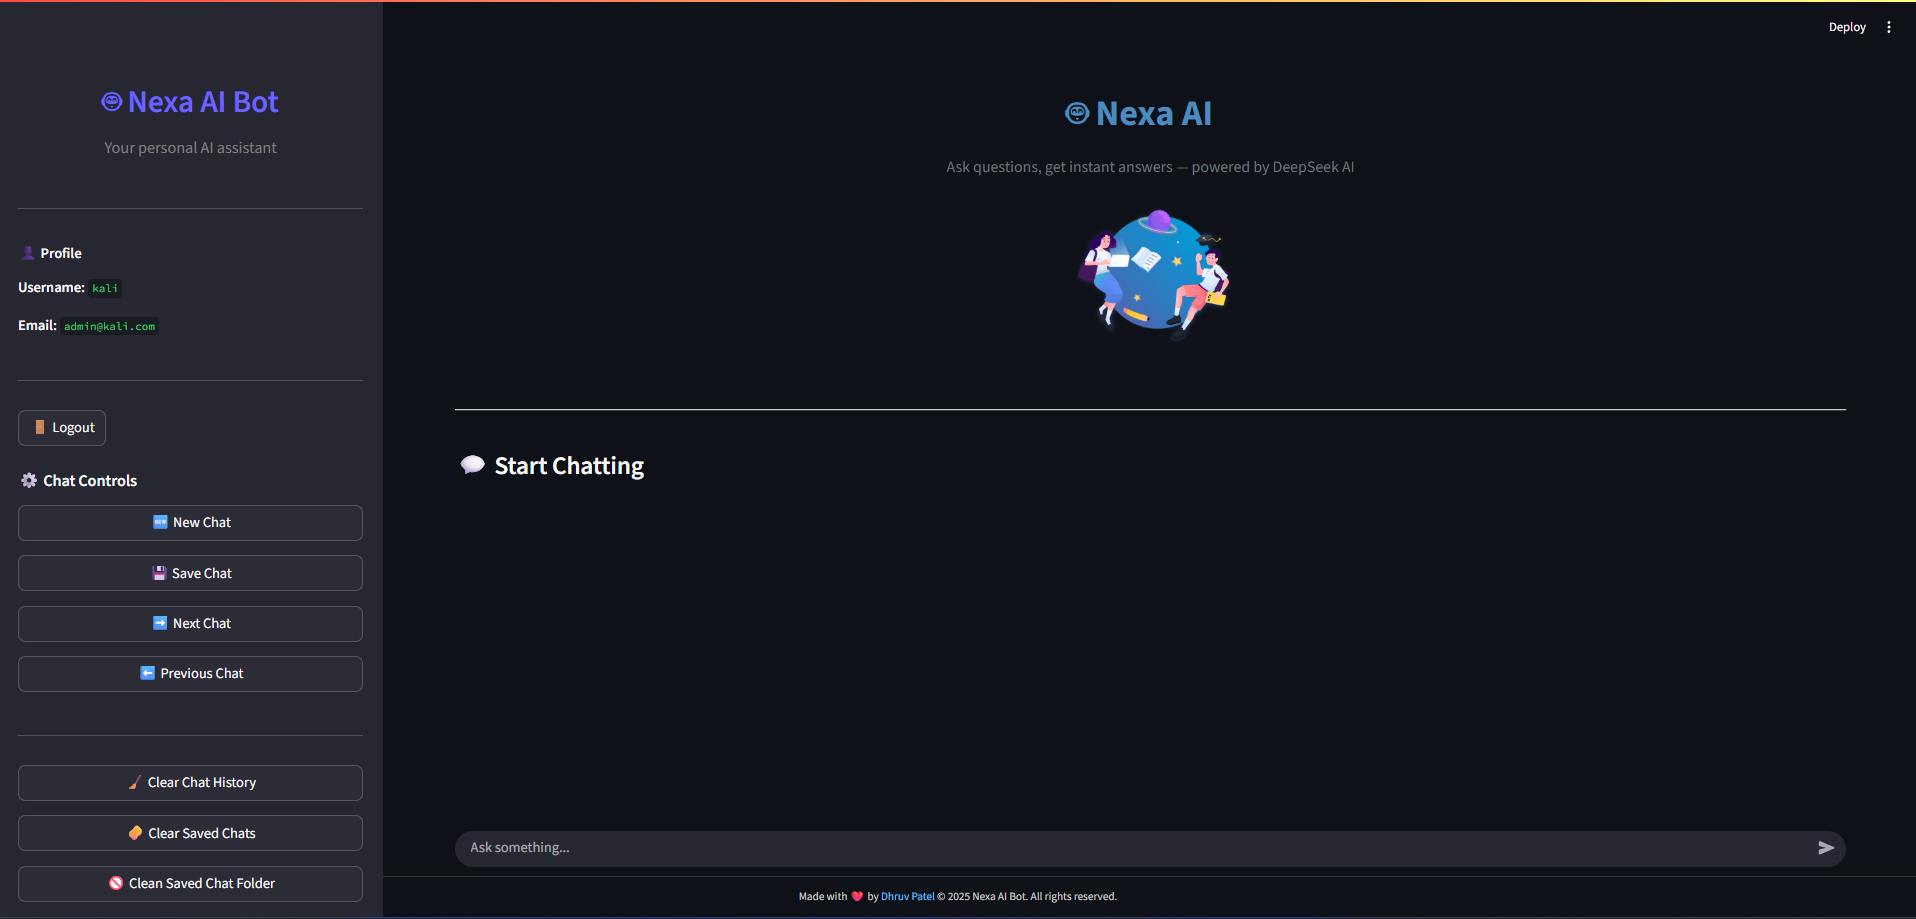 Deploy
Nexa AI Bot
Your personal AI assistant
Profile
Username: kali
Email: admin@kali.com
Logout
Chat Controls
New Chat
Save Chat
Next Chat
Previous Chat
Clear Chat History
Clear Saved Chats
Clean Saved Chat Folder
Nexa AI
Ask questions, get instant answers — powered by DeepSeek AI
Start Chatting
Ask something...
Made with ❤️ by Dhruv Patel © 2025 Nexa AI Bot. All rights reserved.